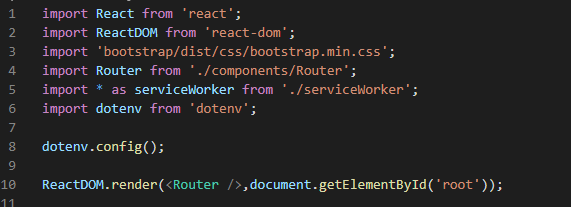 1 import React from 'react';
2 import ReactDOM from 'react-dom';
3 import 'bootstrap/dist/css/bootstrap.min.css';
4 import Router from './components/Router';
5 import * as serviceWorker from './serviceWorker';
6 import dotenv from 'dotenv';
7
8 dotenv.config();
9
10 ReactDOM.render(<Router />,document.getElementById('root'));
11